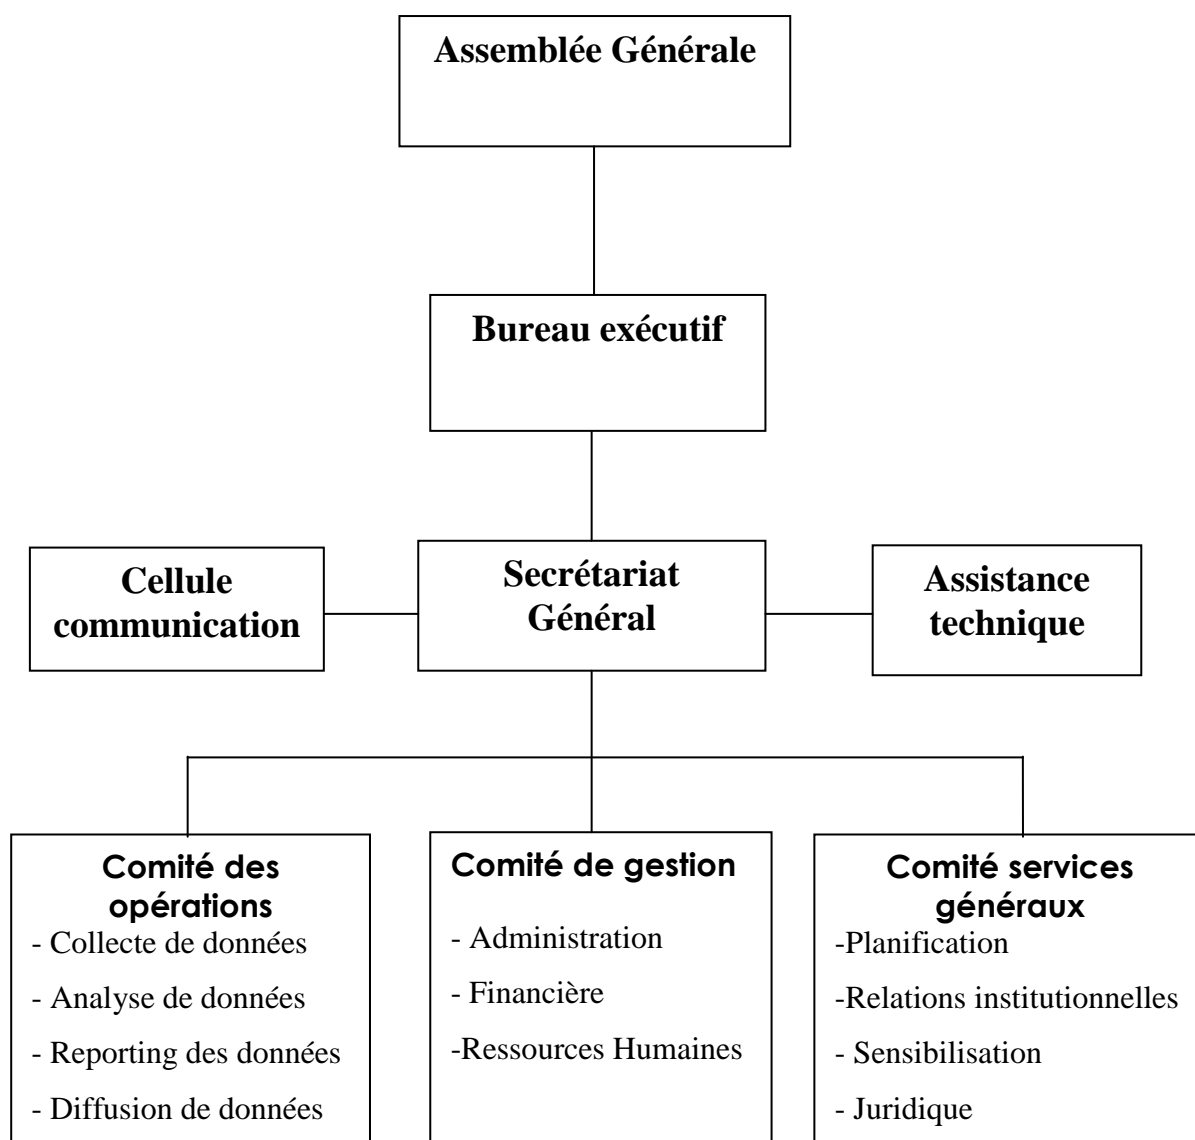 Assemblée Générale
Bureau exécutif
Cellule
communication
Secrétariat
Général
Assistance
technique
Comité des
opérations
- Collecte de données
- Analyse de données
- Reporting des données
- Diffusion de données
Comité de gestion
- Administration
- Financière
-Ressources Humaines
Comité services
généraux
-Planification
-Relations institutionnelles
- Sensibilisation
- Juridique